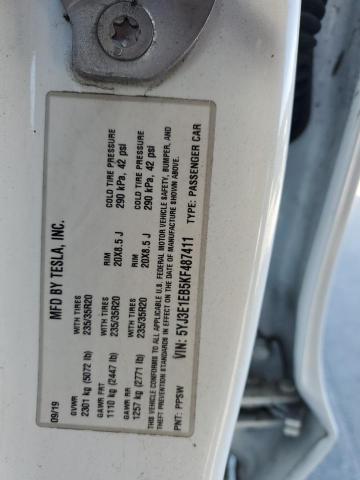 MFD BY TESLA, INC.
09/19
GVWR WITH TIRES RIM COLD TIRE PRESSURE
2301 kg (5072 lb) 235/35R20 20X8.5 J 290 kPa, 42 psi
GAWR FRT WITH TIRES
1110 kg (2447 lb) 235/35R20
GAWR RR WITH TIRES RIM COLD TIRE PRESSURE
1257 kg (2771 lb) 235/35R20 20X8.5 J 290 kPa, 42 psi
THIS VEHICLE CONFORMS TO ALL APPLICABLE U.S. FEDERAL MOTOR VEHICLE SAFETY, BUMPER, AND
THEFT PREVENTION STANDARDS IN EFFECT ON THE DATE OF MANUFACTURE SHOWN ABOVE.
VIN: 5YJ3E1EB5KF487411 TYPE: PASSENGER CAR
PNT: PPSW